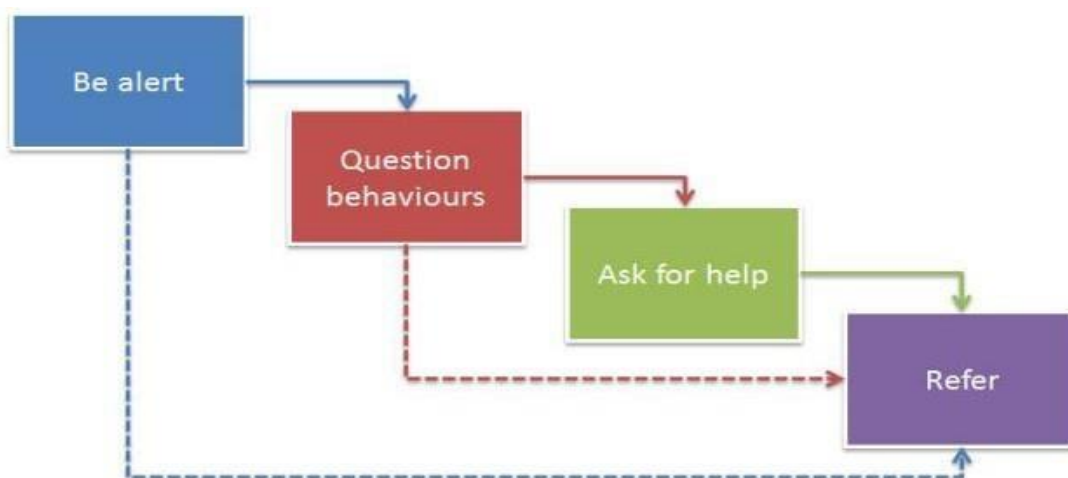 Be alert
Question
behaviours
Ask for help
Refer